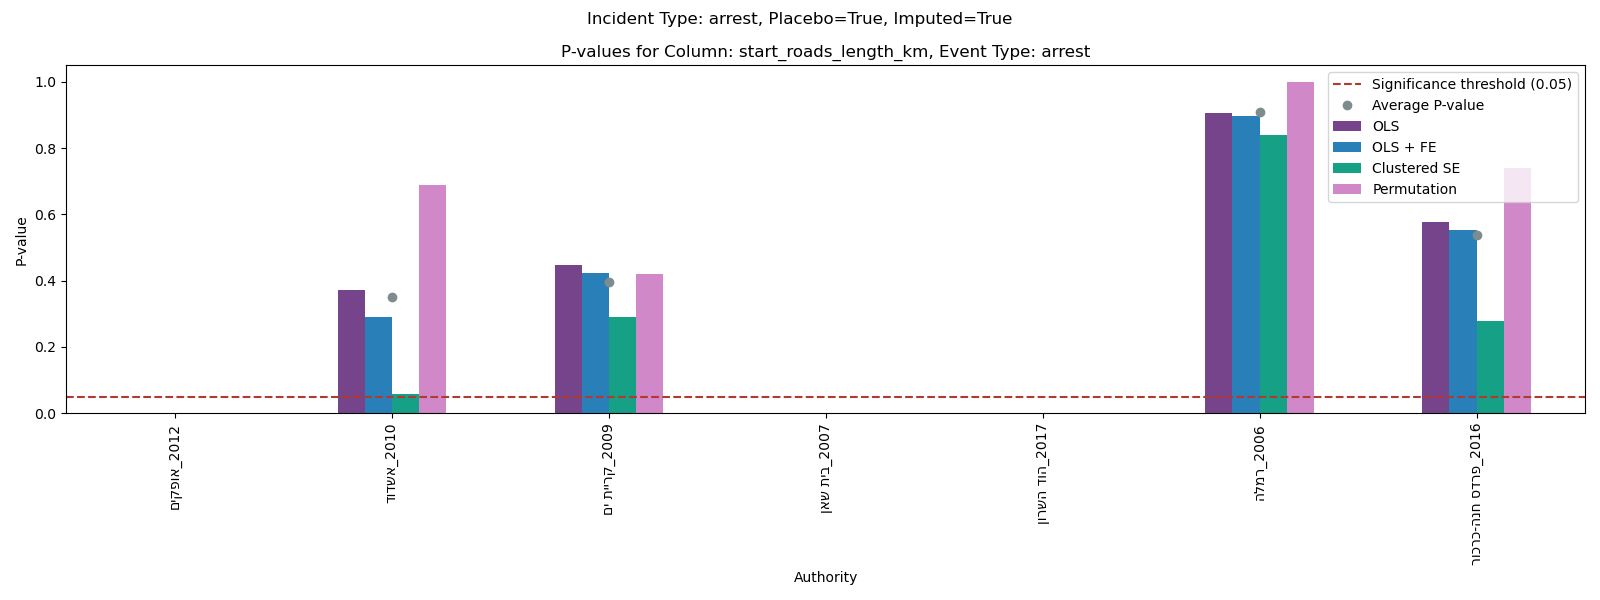 Incident Type: arrest, Placebo=True, Imputed=True
P-values for Column: start_roads_length_km, Event Type: arrest
P-value
1.0
0.8
0.6
0.4
0.2
0.0
Significance threshold (0.05)
Average P-value
OLS
OLS + FE
Clustered SE
Permutation
אופקים_2012
אשדוד_2010
קריית ים_2009
בית שאן_2007
הוד השרון_2017
רמלה_2006
פרדס חנה-כרכור_2016
Authority